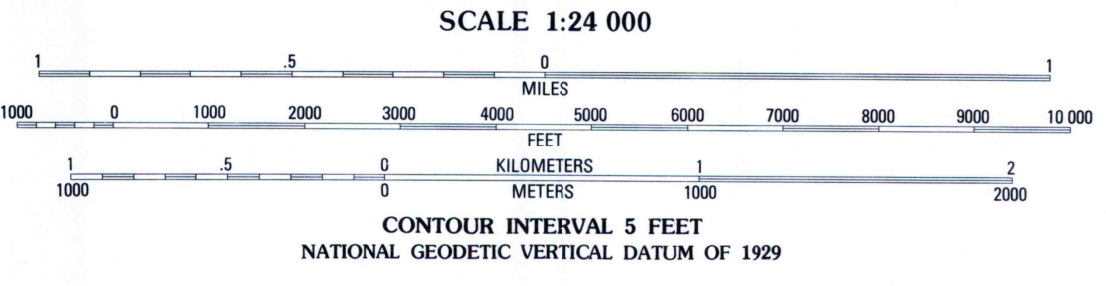 SCALE 1:24 000
1 .5 0 1
MILES
1000 0 1000 2000 3000 4000 5000 6000 7000 8000 9000 10 000
FEET
1 .5 0 KILOMETERS 1 2
1000 0 METERS 1000 2000
CONTOUR INTERVAL 5 FEET
NATIONAL GEODETIC VERTICAL DATUM OF 1929